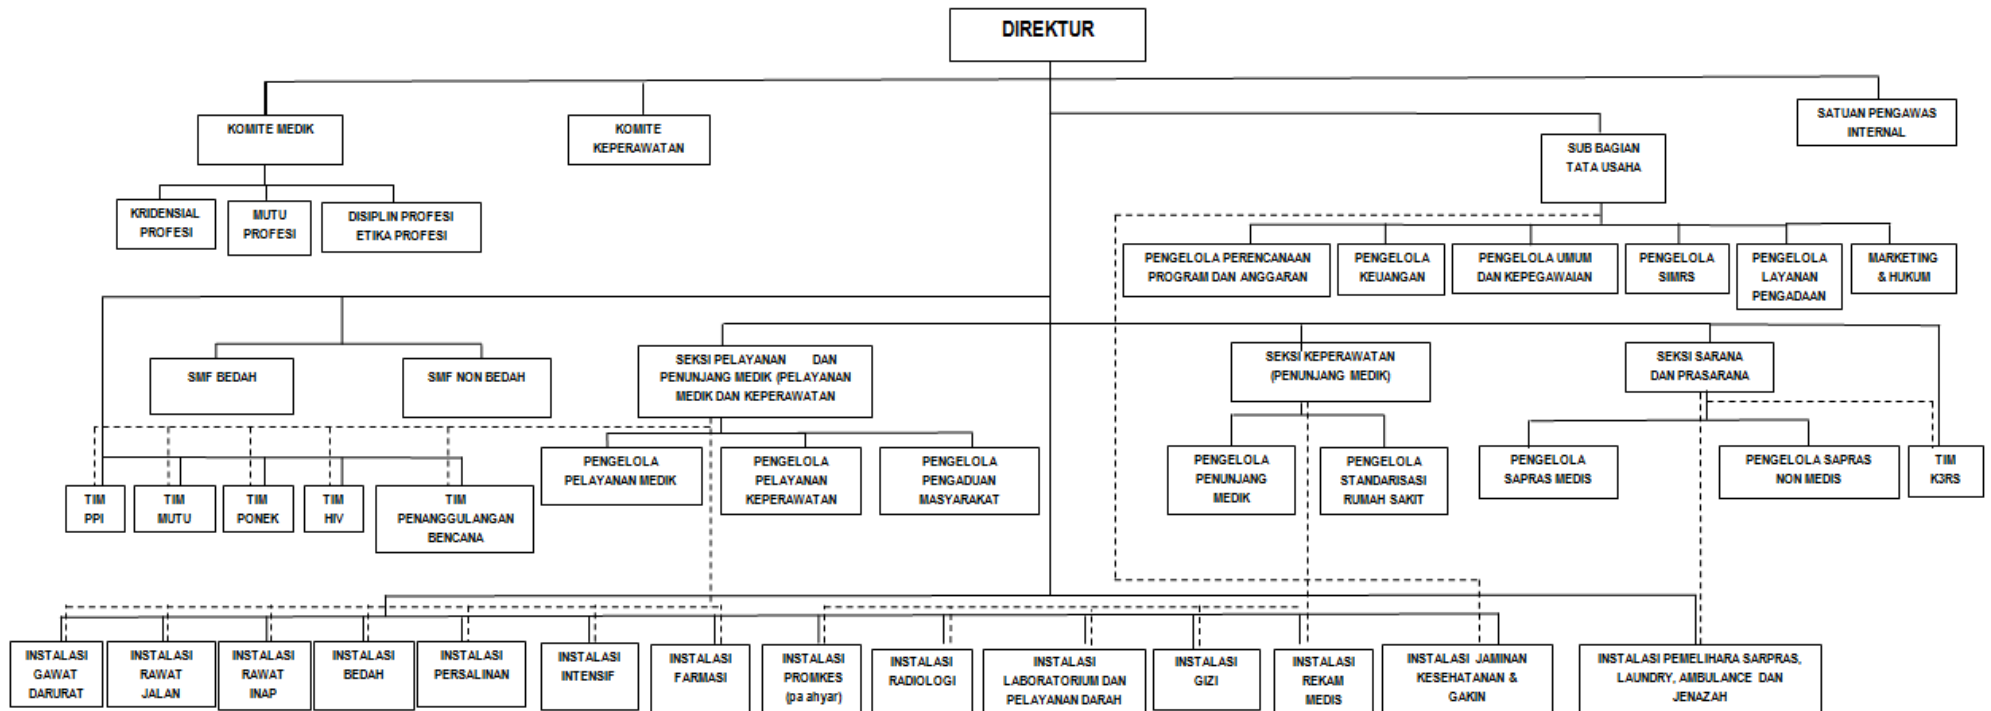 DIREKTUR
KOMITE MEDIK
KOMITE
KEPERAWATAN
SATUAN PENGAWAS
INTERNAL
SUB BAGIAN
TATA USAHA
KRIDENSIAL
PROFESI
MUTU
PROFESI
DISIPLIN PROFESI
ETIKA PROFESI
PENGELOLA PERENCANAAN
PROGRAM DAN ANGGARAN
PENGELOLA
KEUANGAN
PENGELOLA UMUM
DAN KEPEGAWAIAN
PENGELOLA
SIMRS
PENGELOLA
LAYANAN
PENGADAAN
MARKETING
& HUKUM
SMF BEDAH
SMF NON BEDAH
SEKSI PELAYANAN DAN
PENUNJANG MEDIK (PELAYANAN
MEDIK DAN KEPERAWATAN
SEKSI KEPERAWATAN
(PENUNJANG MEDIK)
SEKSI SARANA
DAN PRASARANA
TIM
PPI
TIM
MUTU
TIM
PONEK
TIM
HIV
TIM
PENANGGULANGAN
BENCANA
PENGELOLA
PELAYANAN MEDIK
PENGELOLA
PELAYANAN
KEPERAWATAN
PENGELOLA
PENGADUAN
MASYARAKAT
PENGELOLA
PENUNJANG
MEDIK
PENGELOLA
STANDARISASI
RUMAH SAKIT
PENGELOLA
SAPRAS MEDIS
PENGELOLA SAPRAS
NON MEDIS
TIM
K3RS
INSTALASI
GAWAT
DARURAT
INSTALASI
RAWAT
JALAN
INSTALASI
RAWAT
INAP
INSTALASI
BEDAH
INSTALASI
PERSALINAN
INSTALASI
INTENSIF
INSTALASI
FARMASI
INSTALASI
PROMKES
(pa ahyar)
INSTALASI
RADIOLOGI
INSTALASI
LABORATORIUM DAN
PELAYANAN DARAH
INSTALASI
GIZI
INSTALASI
REKAM
MEDIS
INSTALASI JAMINAN
KESEHATANAN &
GAKIN
INSTALASI PEMELIHARA SARPRAS,
LAUNDRY, AMBULANCE DAN
JENAZAH